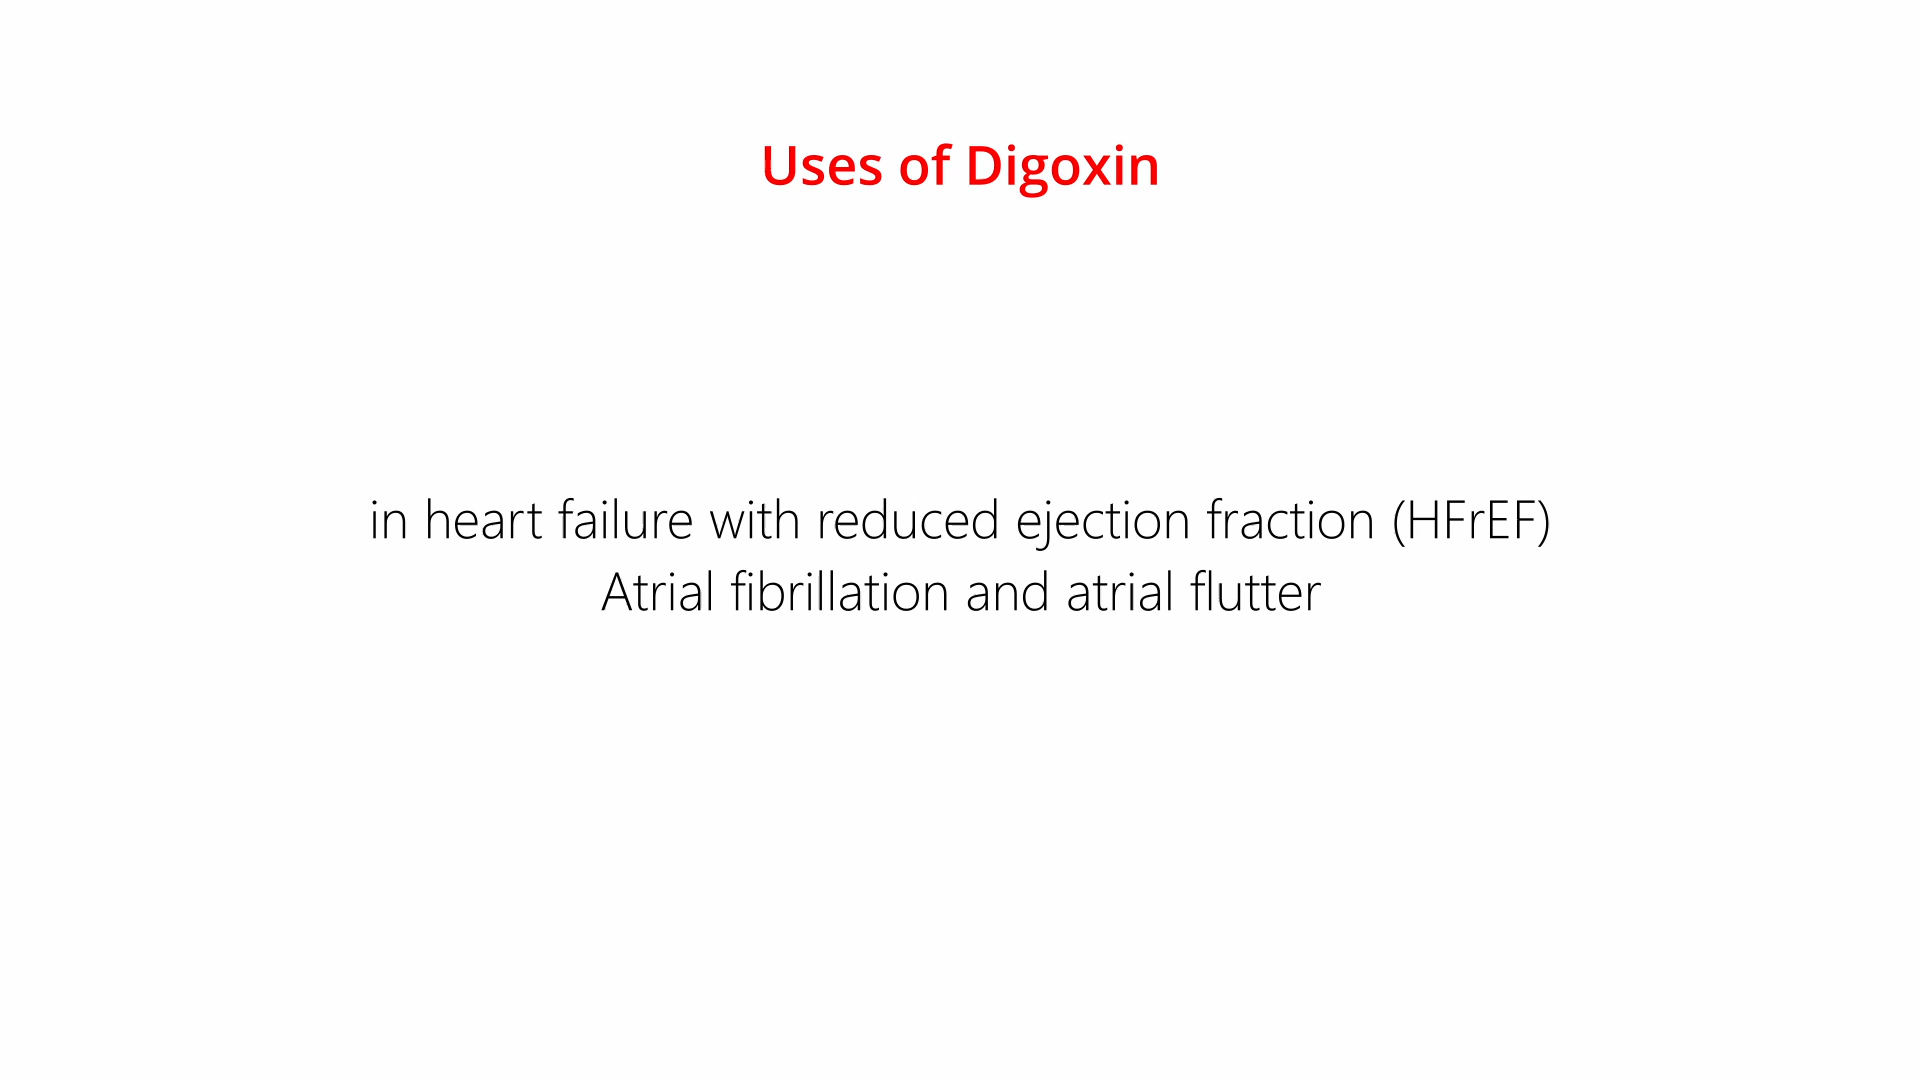 Uses of Digoxin
in heart failure with reduced ejection fraction (HFrEF)
Atrial fibrillation and atrial flutter